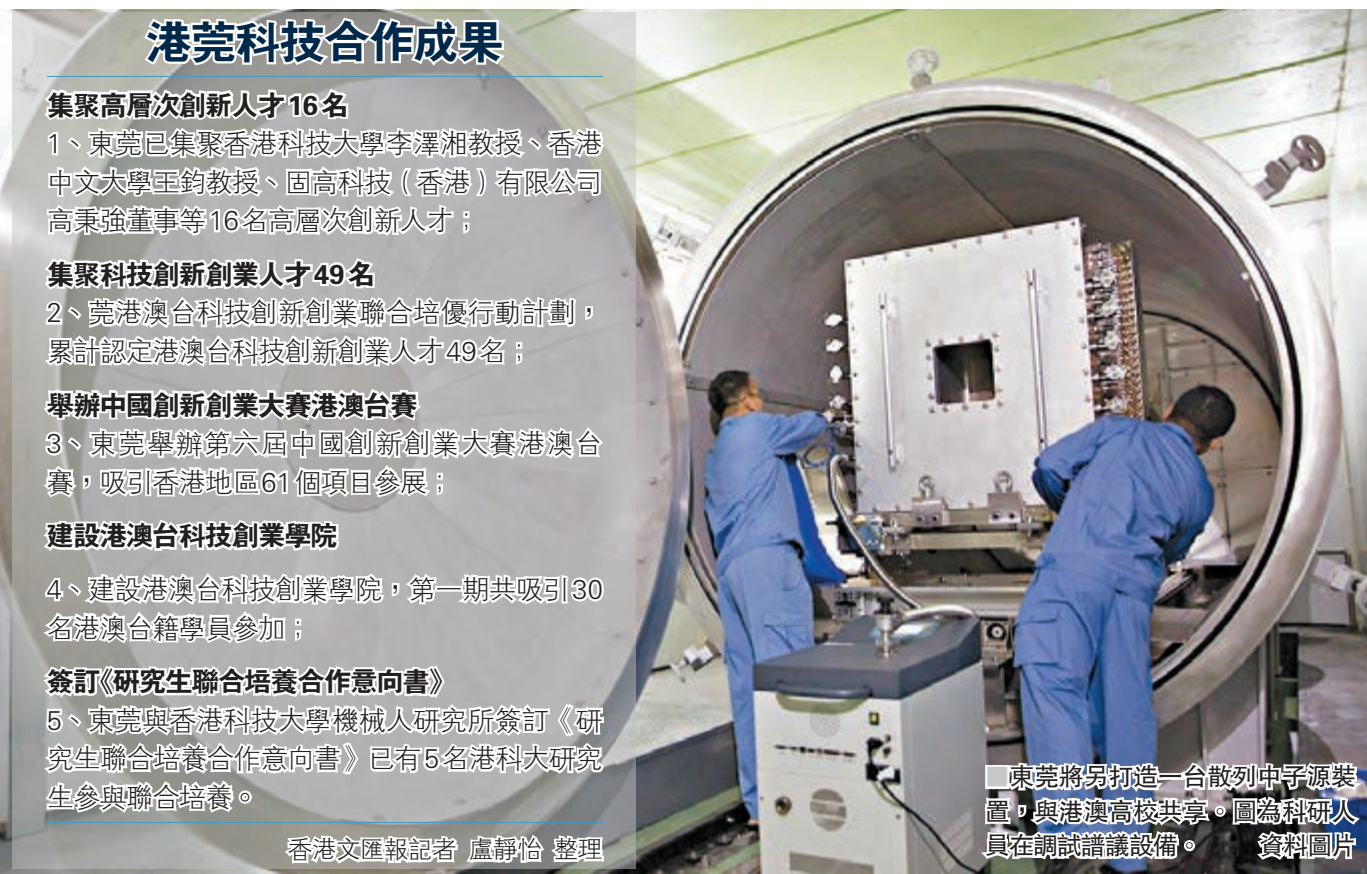 港莞科技合作成果
集聚高層次創新人才16名
1、東莞已集聚香港科技大學李澤湘教授、香港
中文大學王鈞教授、固高科技（香港）有限公司
高秉強董事等16名高層次創新人才；
集聚科技創新創業人才49名
2、莞港澳台科技創新創業聯合培優行動計劃，
累計認定港澳台科技創新創業人才49名；
舉辦中國創新創業大賽港澳台賽
3、東莞舉辦第六屆中國創新創業大賽港澳台
賽，吸引香港地區61個項目參展；
建設港澳台科技創業學院
4、建設港澳台科技創業學院，第一期共吸引30
名港澳台籍學員參加；
簽訂《研究生聯合培養合作意向書》
5、東莞與香港科技大學機械人研究所簽訂《研
究生聯合培養合作意向書》已有5名港科大研究
生參與聯合培養。
香港文匯報記者 盧靜怡 整理
東莞將另打造一台散列中子源裝
置，與港澳高校共享。圖為科研人
員在調試譜議設備。 資料圖片